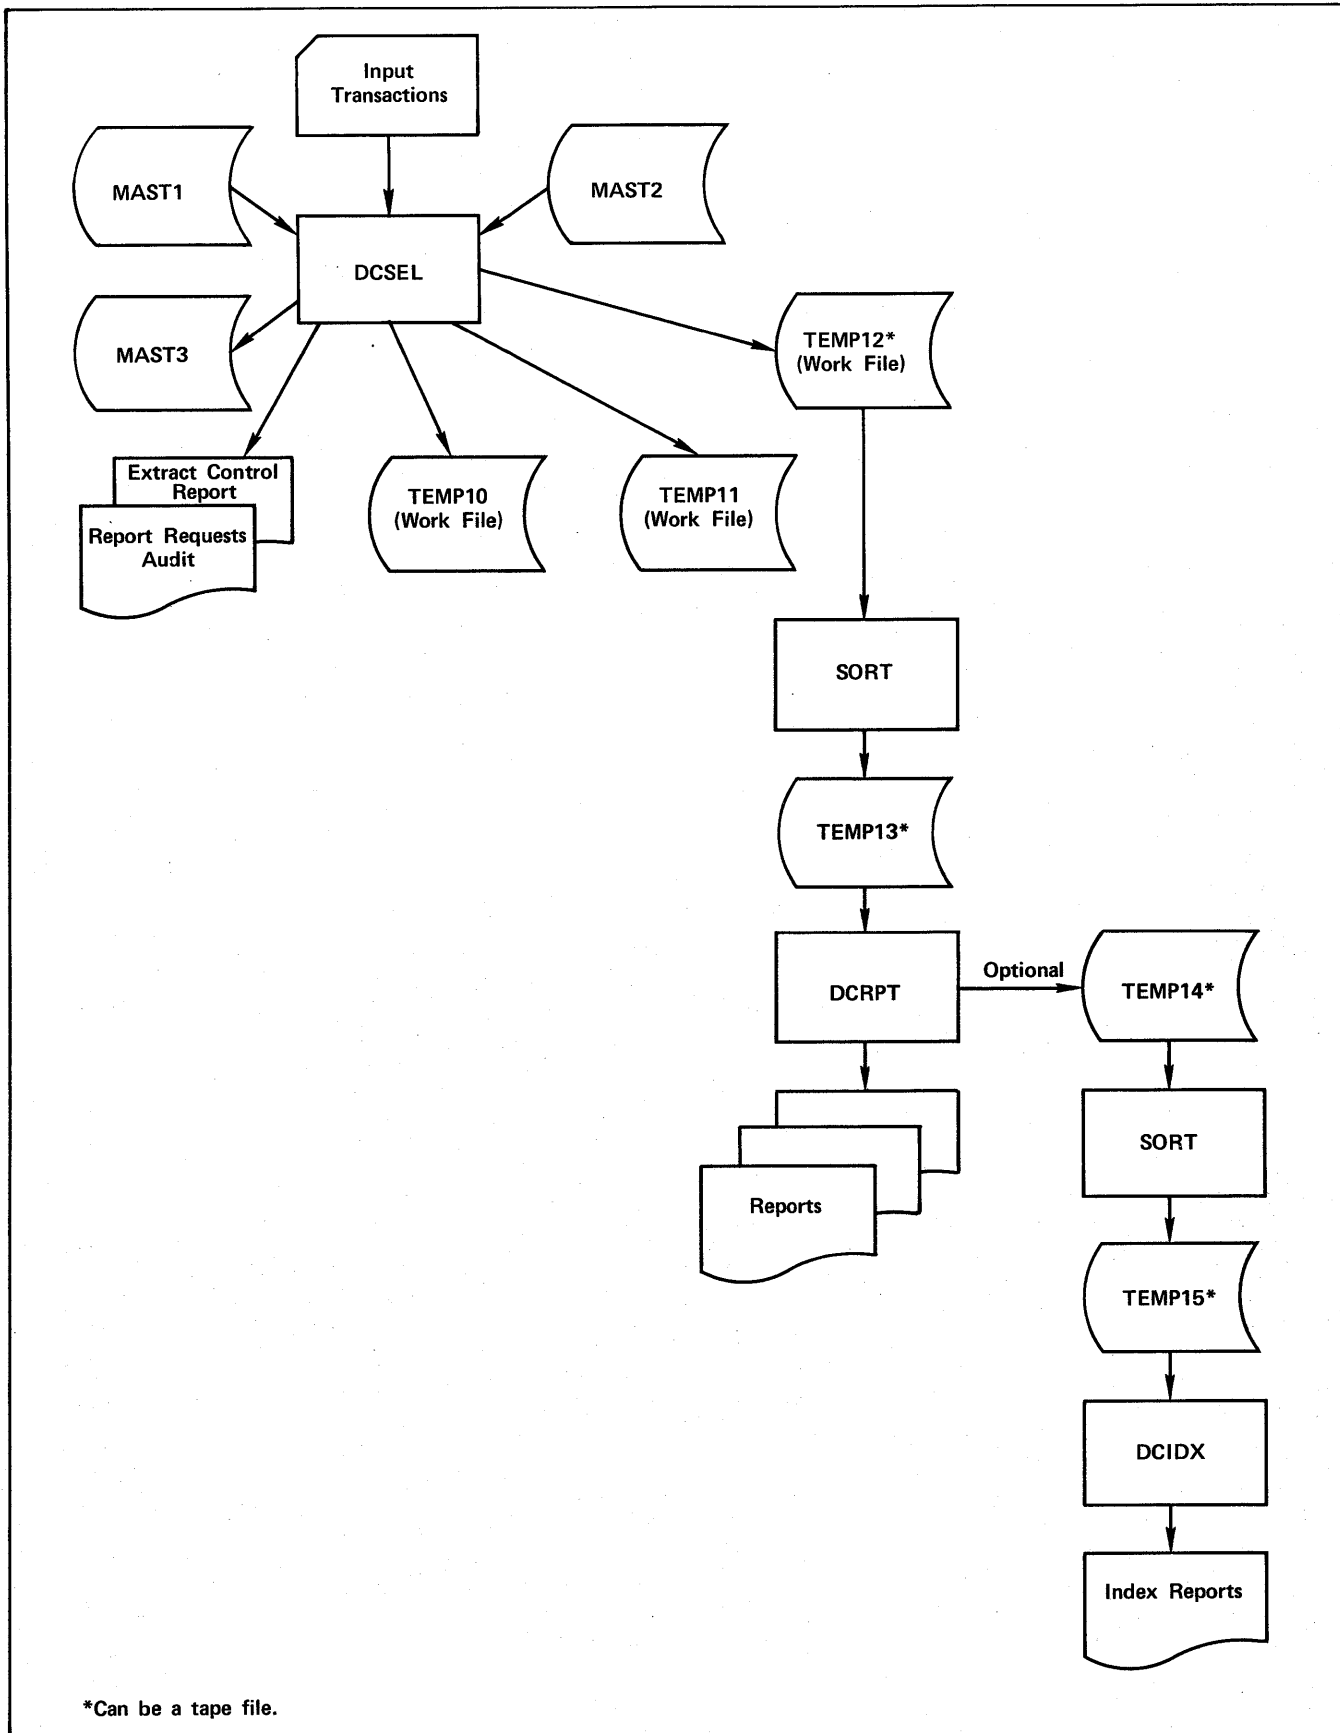 Input
Transactions
MAST1
MAST2
DCSEL
MAST3
TEMP12*
(Work File)
Extract Control
Report
Report Requests
Audit
TEMP10
(Work File)
TEMP11
(Work File)
SORT
TEMP13*
DCRPT
Optional
TEMP14*
SORT
Reports
TEMP15*
DCIDX
Index Reports
*Can be a tape file.